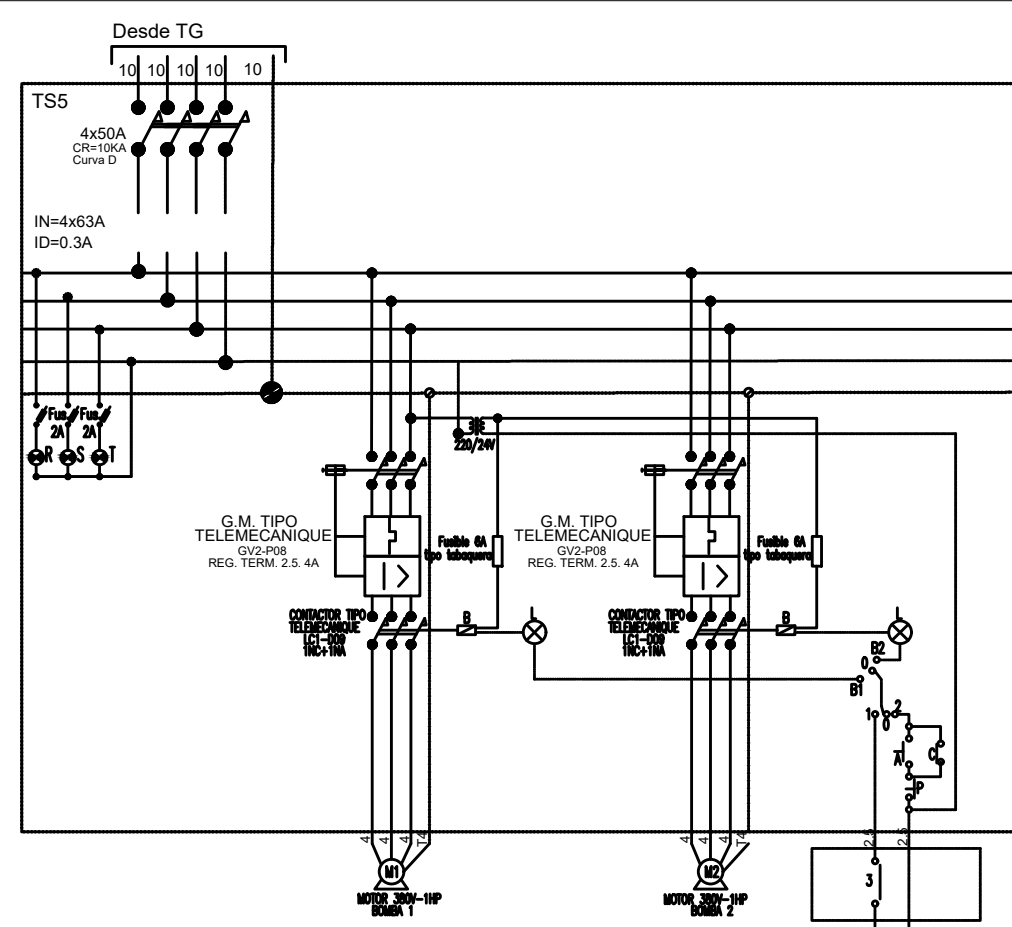 Desde TG
10 10 10 10 10
TS5
4x50A
CR=10KA
Curva D
IN=4x63A
ID=0.3A
Fus. Fus.
2A 2A
R S T
220/24V
G.M. TIPO
TELEMECANIQUE
GV2-P08
REG. TERM. 2.5. 4A
Fusible 6A
tipo tabaquera
G.M. TIPO
TELEMECANIQUE
GV2-P08
REG. TERM. 2.5. 4A
Fusible 6A
tipo tabaquera
CONTACTOR TIPO
TELEMECANIQUE
LC1-D09
1NC+1NA
B
L
CONTACTOR TIPO
TELEMECANIQUE
LC1-D09
1NC+1NA
B
L
B2
0
B1
1 0 2
A C
P
4 4 4 T4
4 4 4 T4
2.5 2.5
M1
MOTOR 380V-1HP
BOMBA 1
M2
MOTOR 380V-1HP
BOMBA 2
3